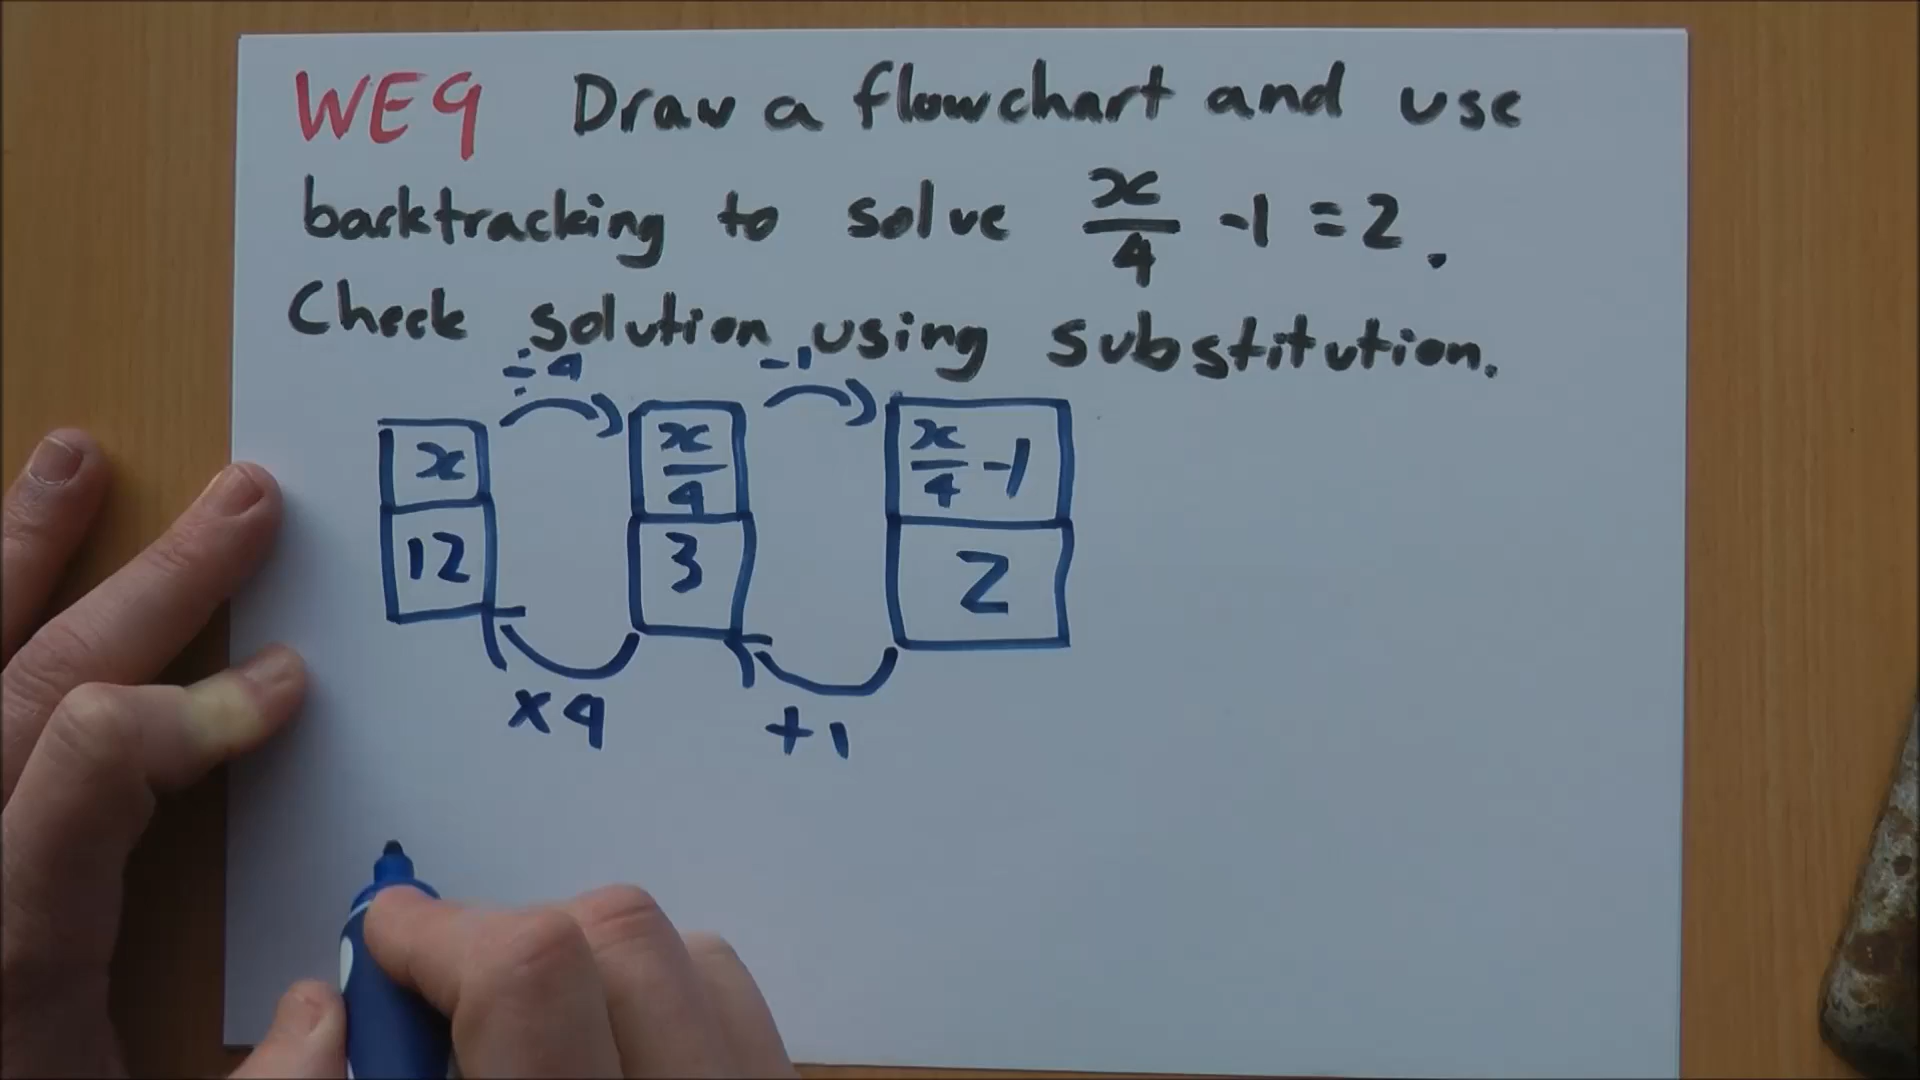 WE9 Draw a flowchart and use
backtracking to solve x/4 -1 = 2.
Check solution using substitution.
÷4 -1
x x/4 x/4 -1
12 3 2
×4 +1